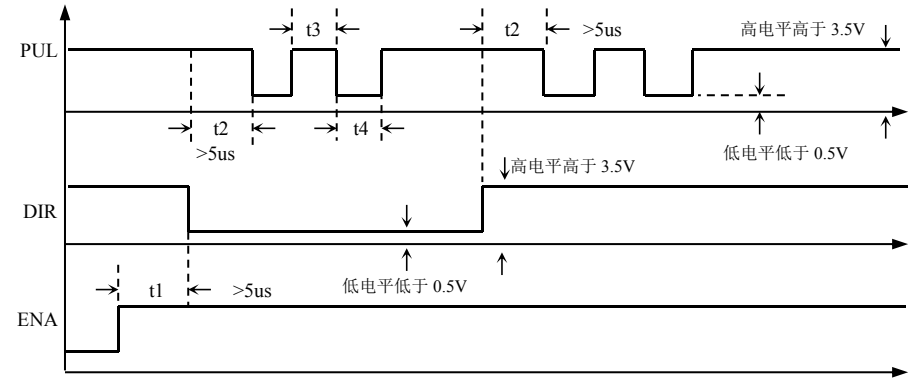 t3
t2 >5us
高电平高于 3.5V
PUL
t2
t4
>5us
低电平低于 0.5V
高电平高于 3.5V
DIR
t1 >5us
低电平低于 0.5V
ENA